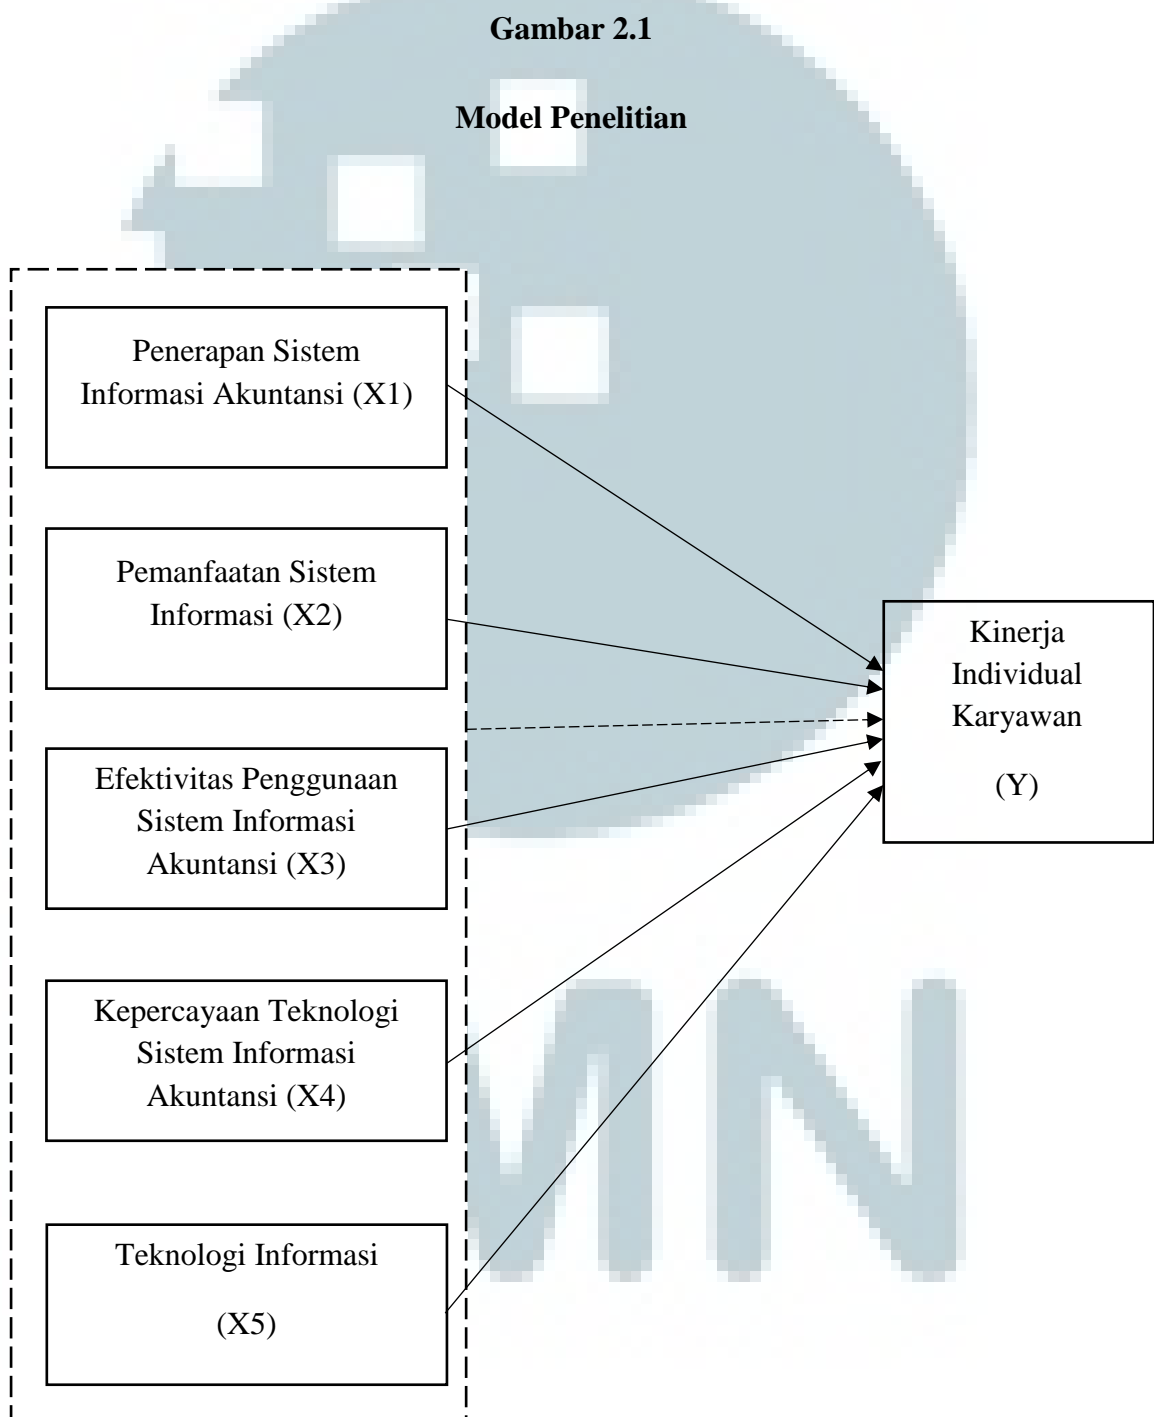 Gambar 2.1
Model Penelitian
Penerapan Sistem
Informasi Akuntansi (X1)
Pemanfaatan Sistem
Informasi (X2)
Efektivitas Penggunaan
Sistem Informasi
Akuntansi (X3)
Kepercayaan Teknologi
Sistem Informasi
Akuntansi (X4)
Teknologi Informasi
(X5)
Kinerja
Individual
Karyawan
(Y)
MN